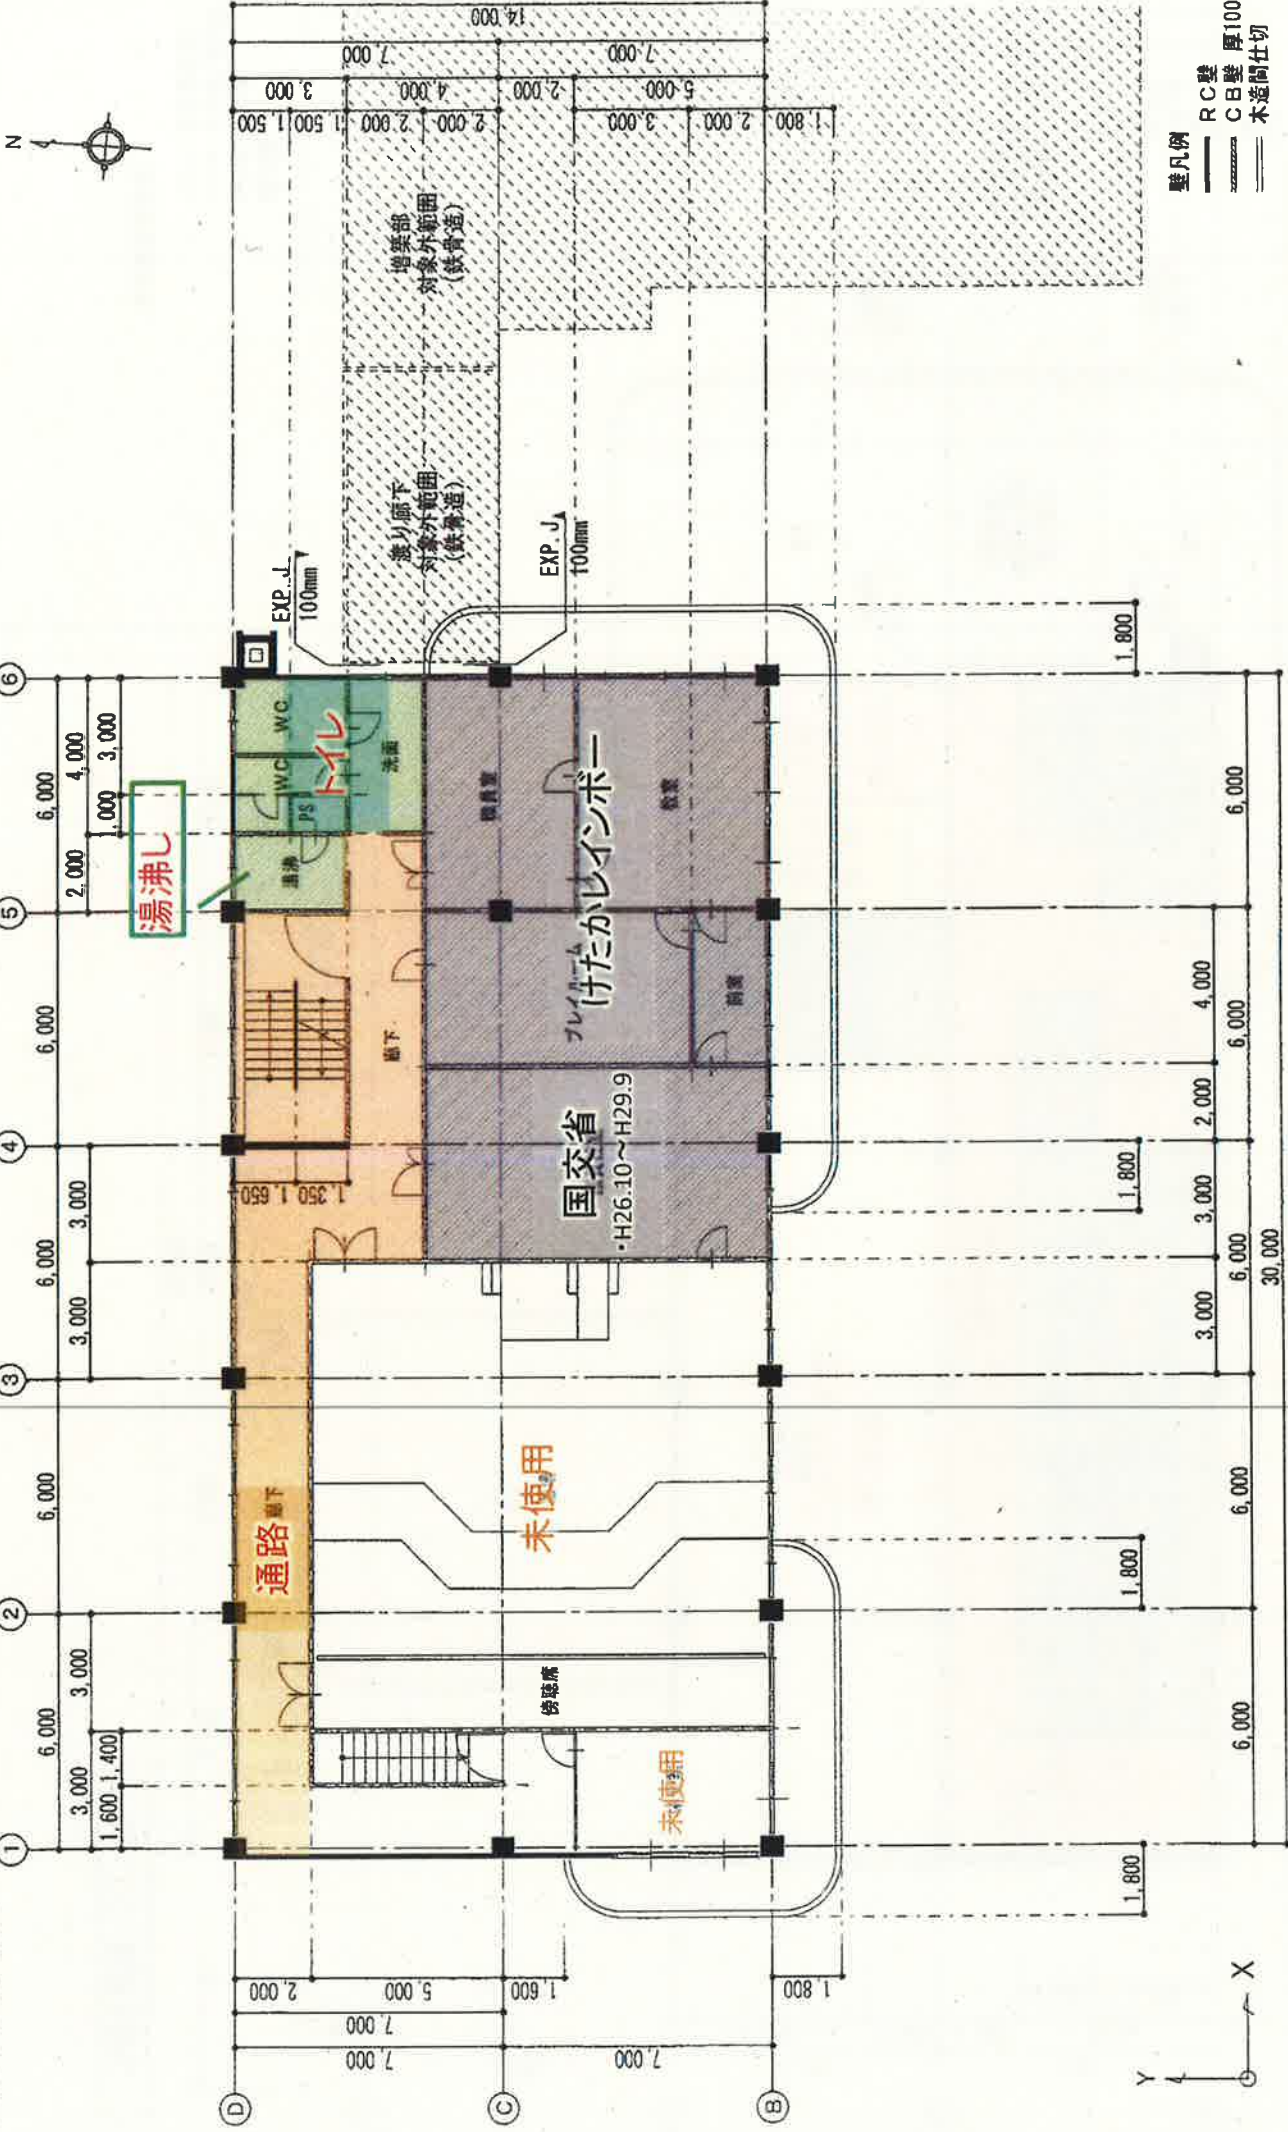 N
① ② ③ ④ ⑤ ⑥
6,000 6,000 6,000 6,000 6,000
3,000 3,000 3,000 3,000 2,000 4,000
1,600 1,400 1,000 3,000
湯沸し
EXP. J
100mm
渡り廊下
対象外範囲
(鉄骨造)
増築部
対象外範囲
(鉄骨造)
EXP. J
100mm
1,500 1,500 2,000 2,000 3,000 2,000 1,800
3,000 4,000 2,000 5,000
7,000 7,000
14,000
通路
廊下
1,650
1,350
廊下
湯沸
PS
WC
WC
トイレ
洗面
職員室
プレイルーム
けたかレインボー
教室
前室
国交省
・H26.10～H29.9
未使用
傍聴席
未使用
Ⓓ
Ⓒ
Ⓑ
2,000 5,000 1,600 1,800
7,000
7,000 7,000
1,800 1,800 1,800 1,800
3,000 3,000 2,000 4,000
6,000 6,000 6,000 6,000 6,000
30,000
Y
X
壁凡例
RC壁
CB壁 厚100
木造間仕切